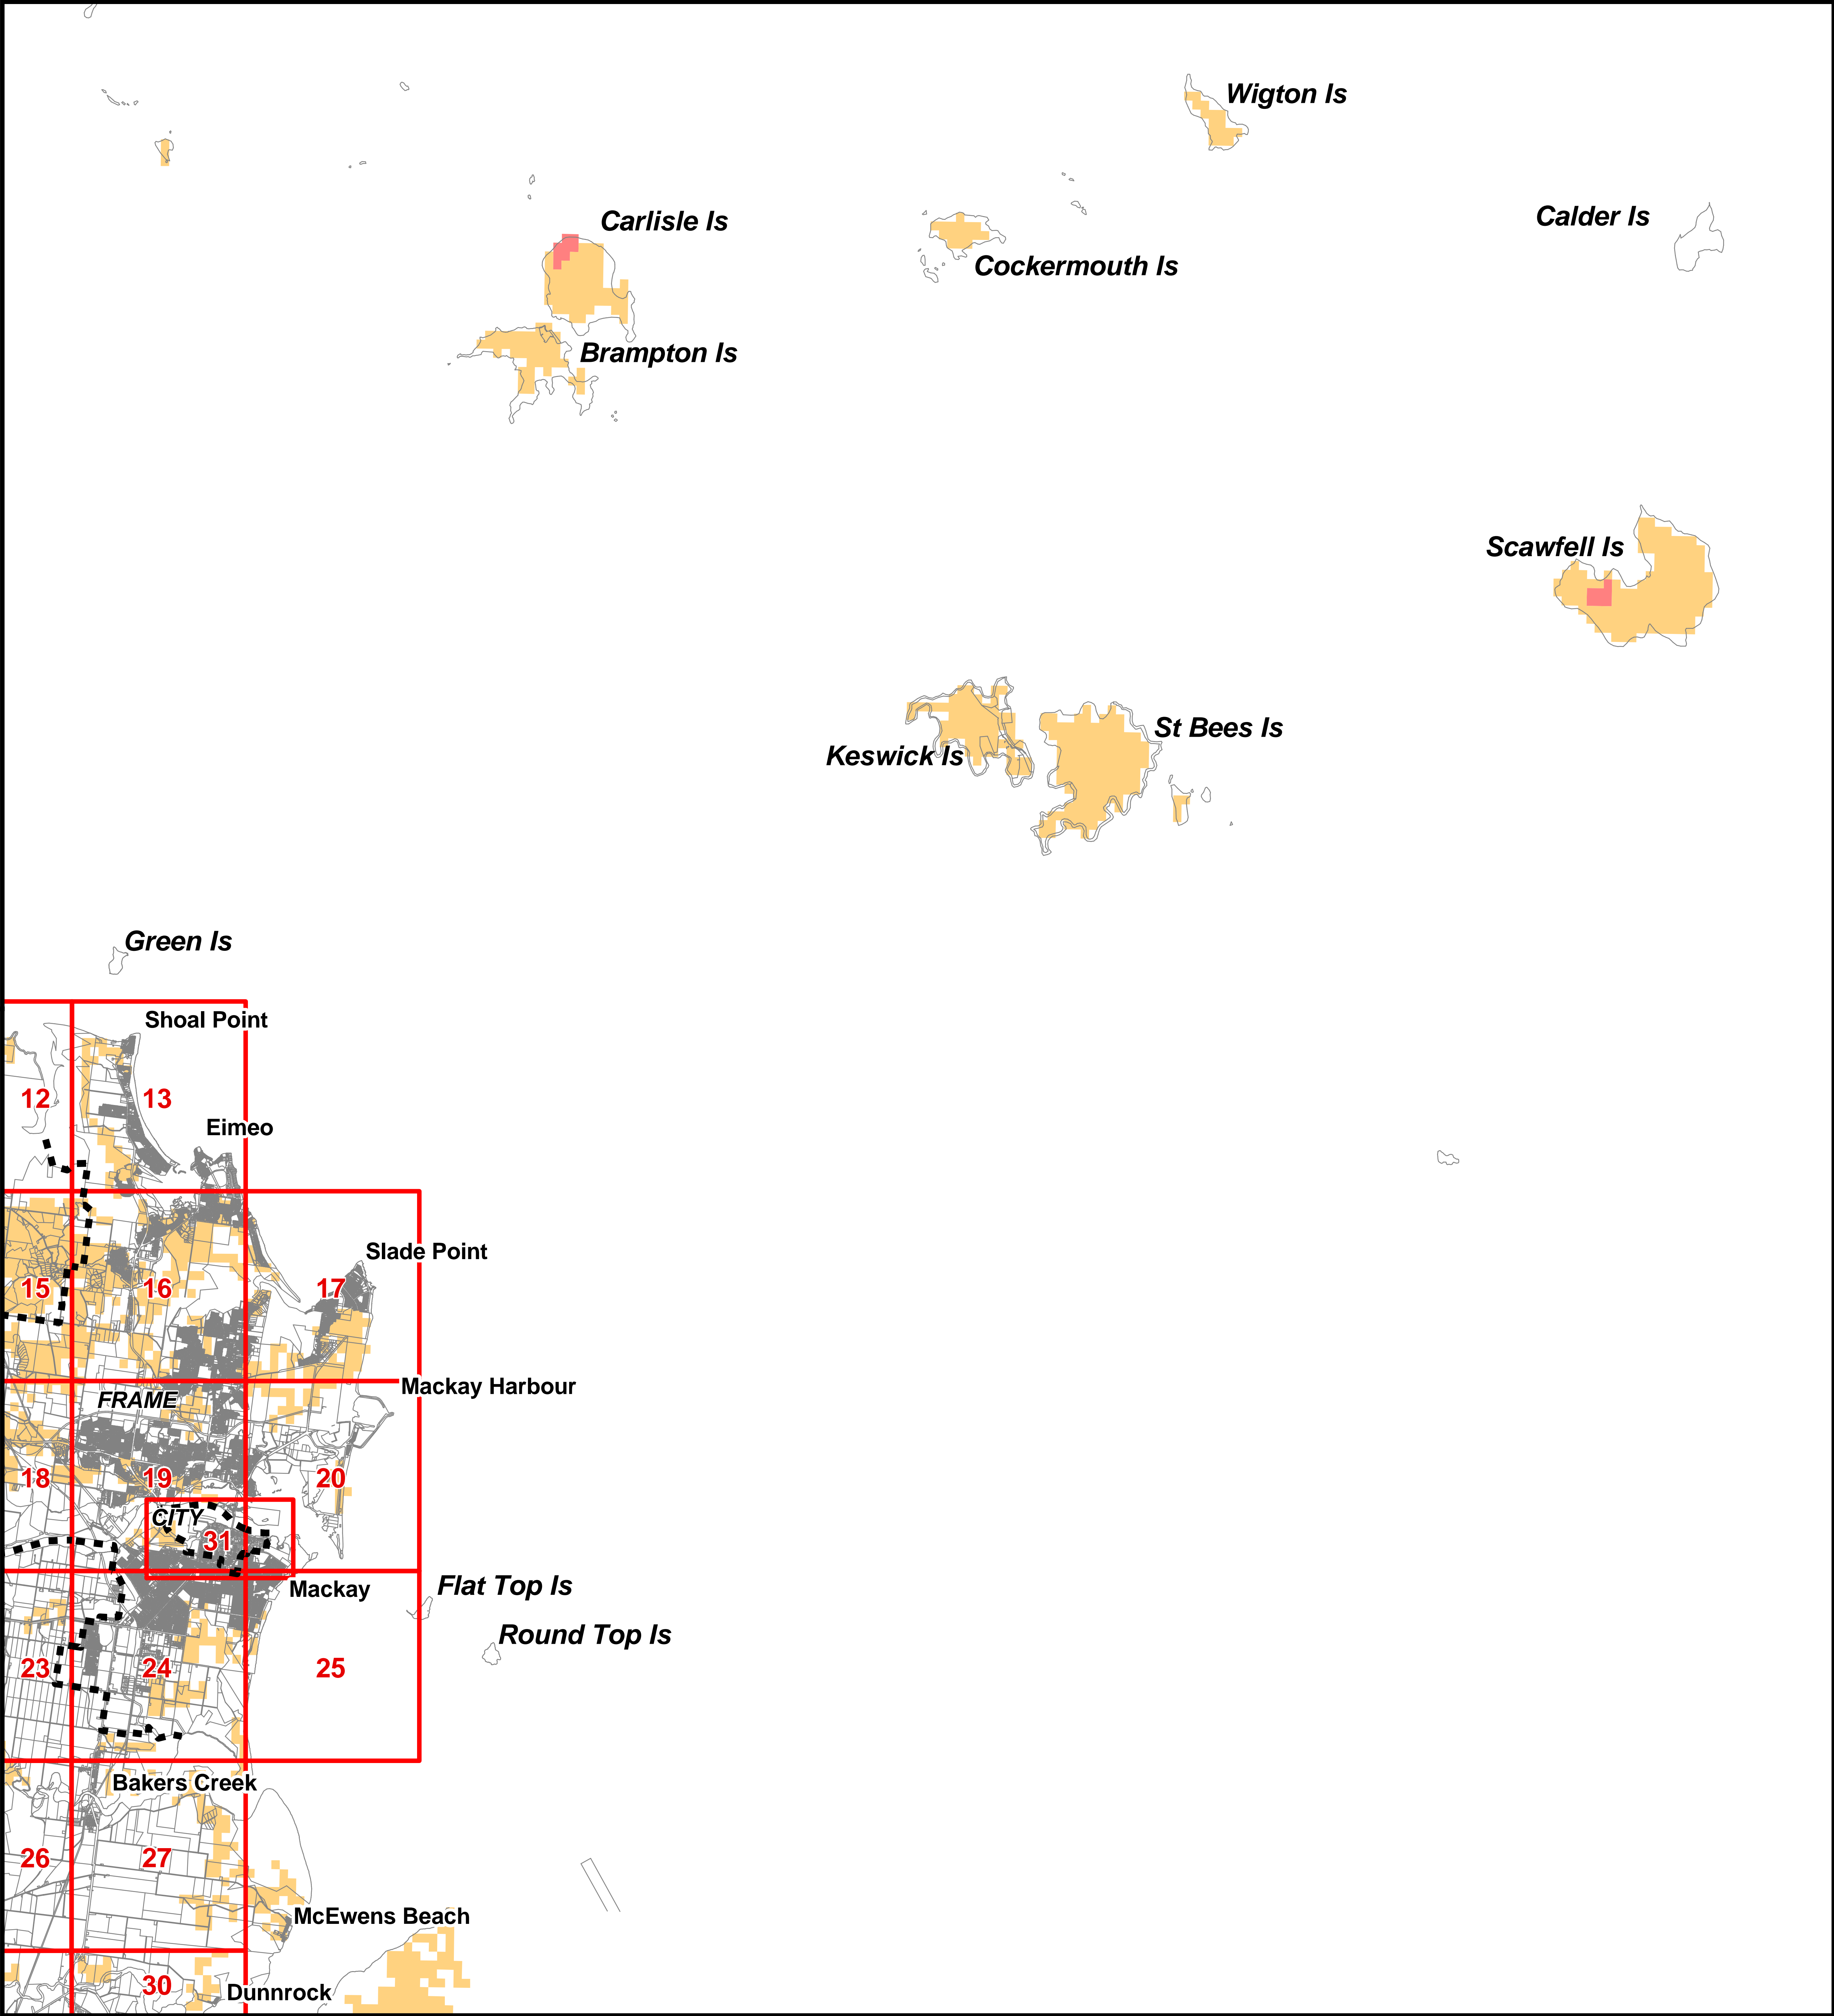 Wigton Is
Carlisle Is
Calder Is
Cockermouth Is
Brampton Is
Scawfell Is
St Bees Is
Keswick Is
Green Is
Shoal Point
12
13
Eimeo
Slade Point
15
16
17
Mackay Harbour
FRAME
18
19
20
CITY
31
Mackay
Flat Top Is
Round Top Is
23
24
25
Bakers Creek
26
27
McEwens Beach
30
Dunnrock